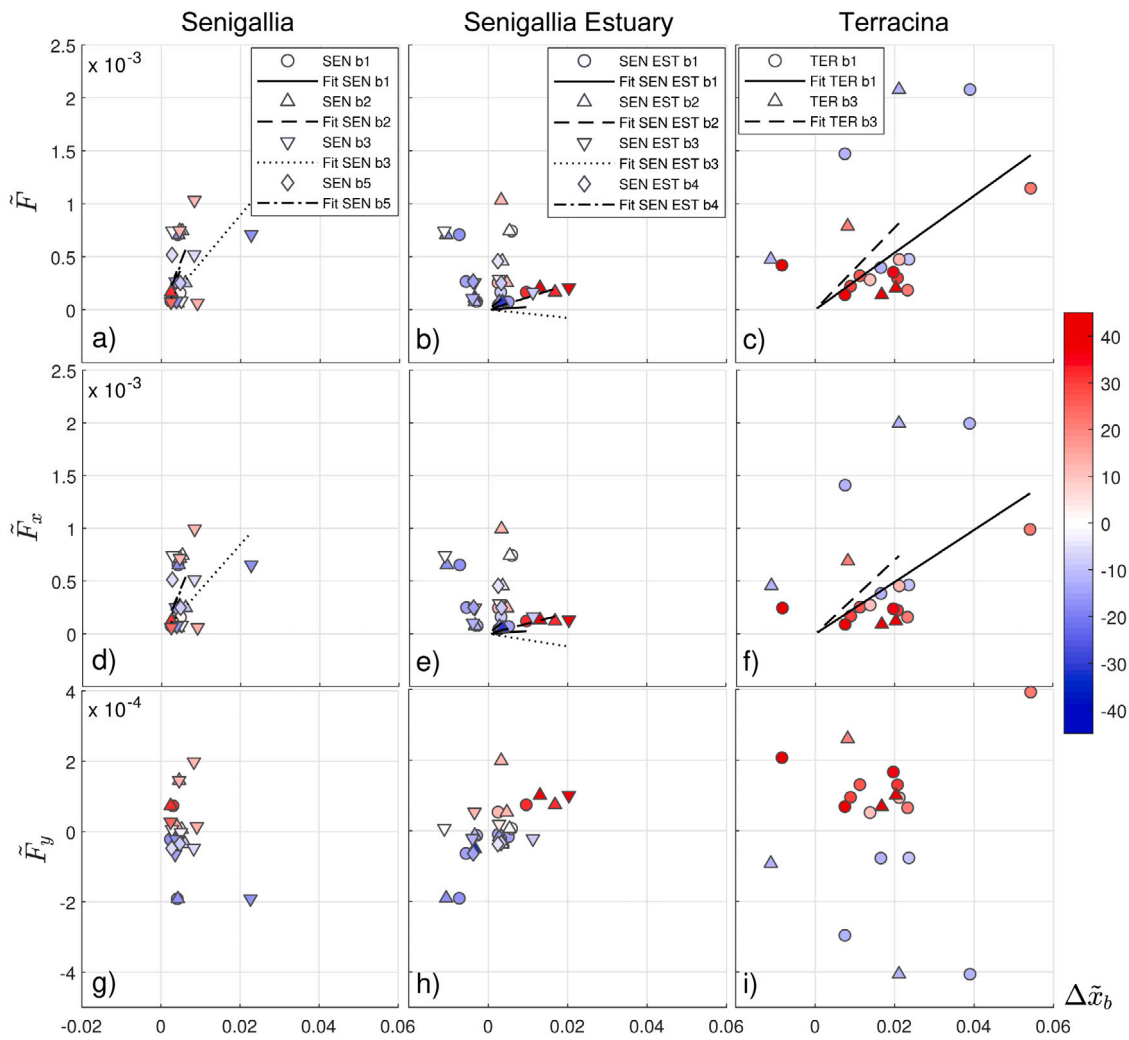 Senigallia
Senigallia Estuary
Terracina
2.5
2
1.5
1
0.5
0
x 10⁻³
F̃
SEN b1
Fit SEN b1
SEN b2
Fit SEN b2
SEN b3
Fit SEN b3
SEN b5
Fit SEN b5
a)
SEN EST b1
Fit SEN EST b1
SEN EST b2
Fit SEN EST b2
SEN EST b3
Fit SEN EST b3
SEN EST b4
Fit SEN EST b4
b)
TER b1
Fit TER b1
TER b3
Fit TER b3
c)
2.5
2
1.5
1
0.5
0
x 10⁻³
F̃ₓ
d)
e)
f)
40
30
20
10
0
-10
-20
-30
-40
Δx̃_b
4
2
0
-2
-4
x 10⁻⁴
F̃_y
g)
h)
i)
-0.02 0 0.02 0.04 0.06 0 0.02 0.04 0.06 0 0.02 0.04 0.06